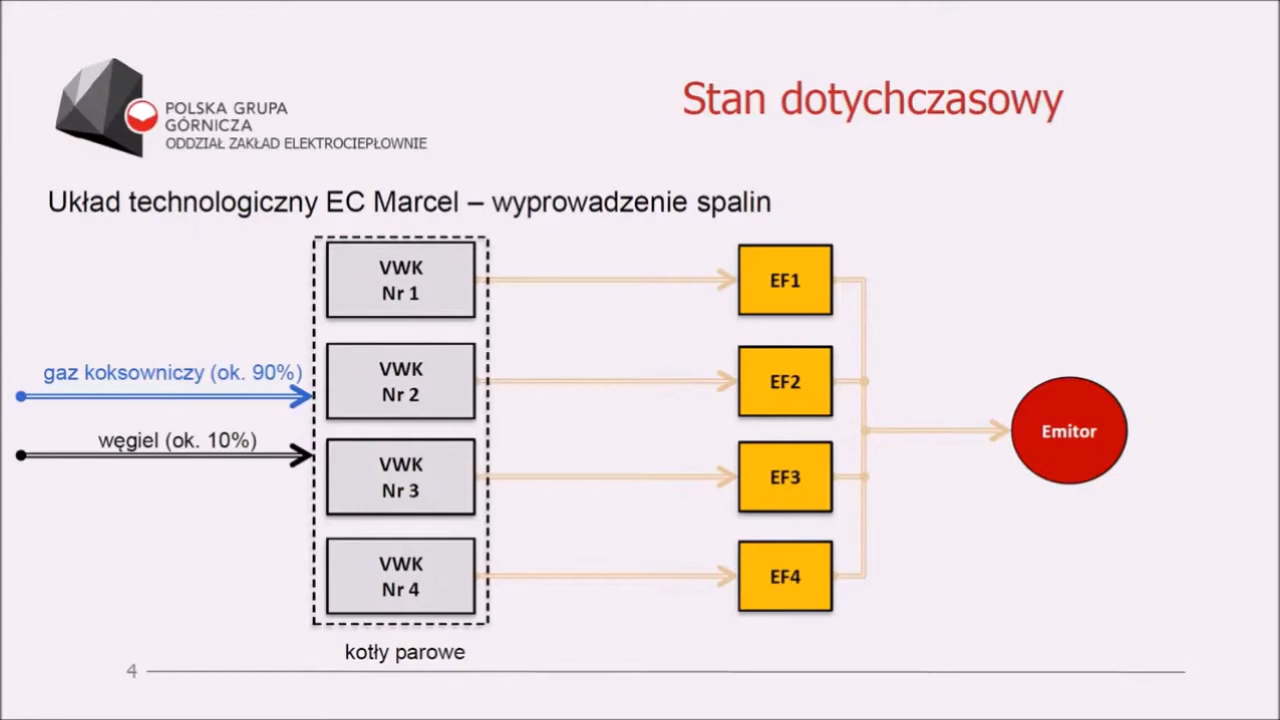 POLSKA GRUPA
GÓRNICZA
ODDZIAŁ ZAKŁAD ELEKTROCIEPŁOWNIE
Stan dotychczasowy
Układ technologiczny EC Marcel – wyprowadzenie spalin
VWK
Nr 1
EF1
gaz koksowniczy (ok. 90%)
VWK
Nr 2
EF2
węgiel (ok. 10%)
Emitor
VWK
Nr 3
EF3
VWK
Nr 4
EF4
kotły parowe
4